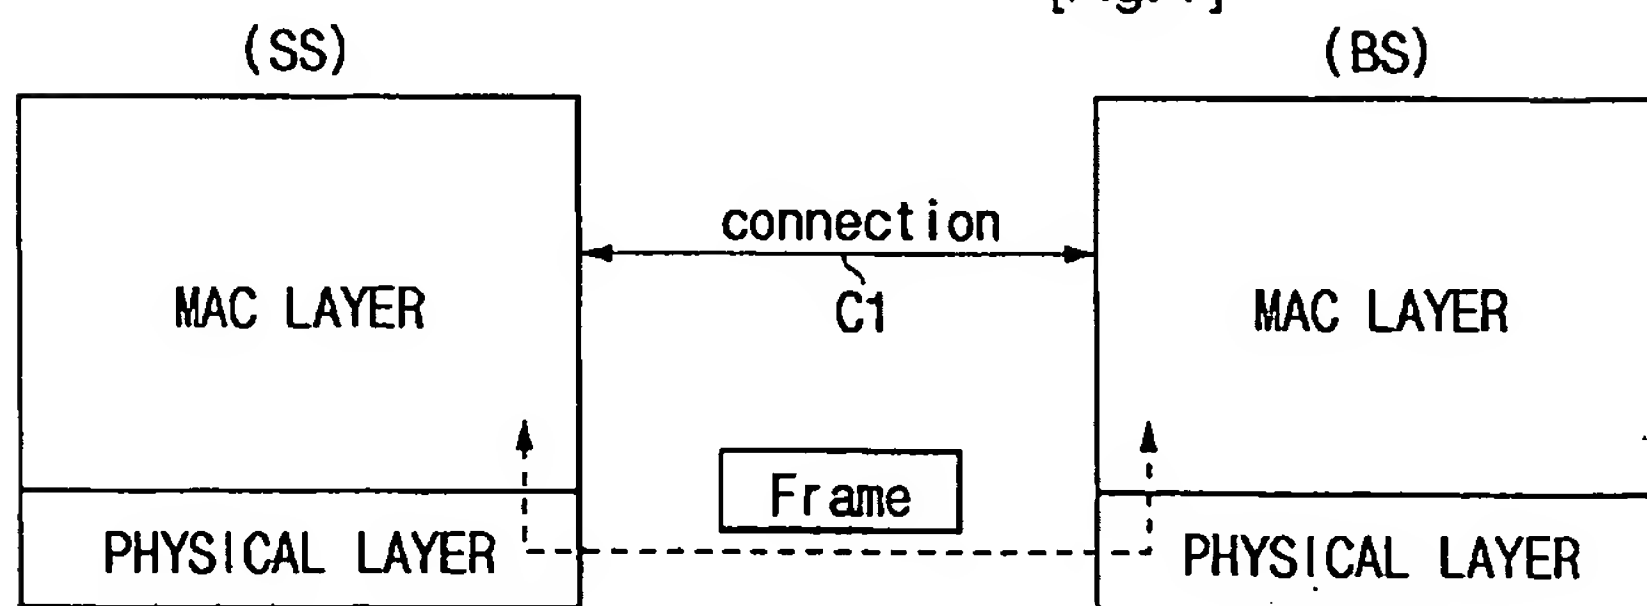 (SS)
(BS)
connection
C1
MAC LAYER
MAC LAYER
Frame
PHYSICAL LAYER
PHYSICAL LAYER